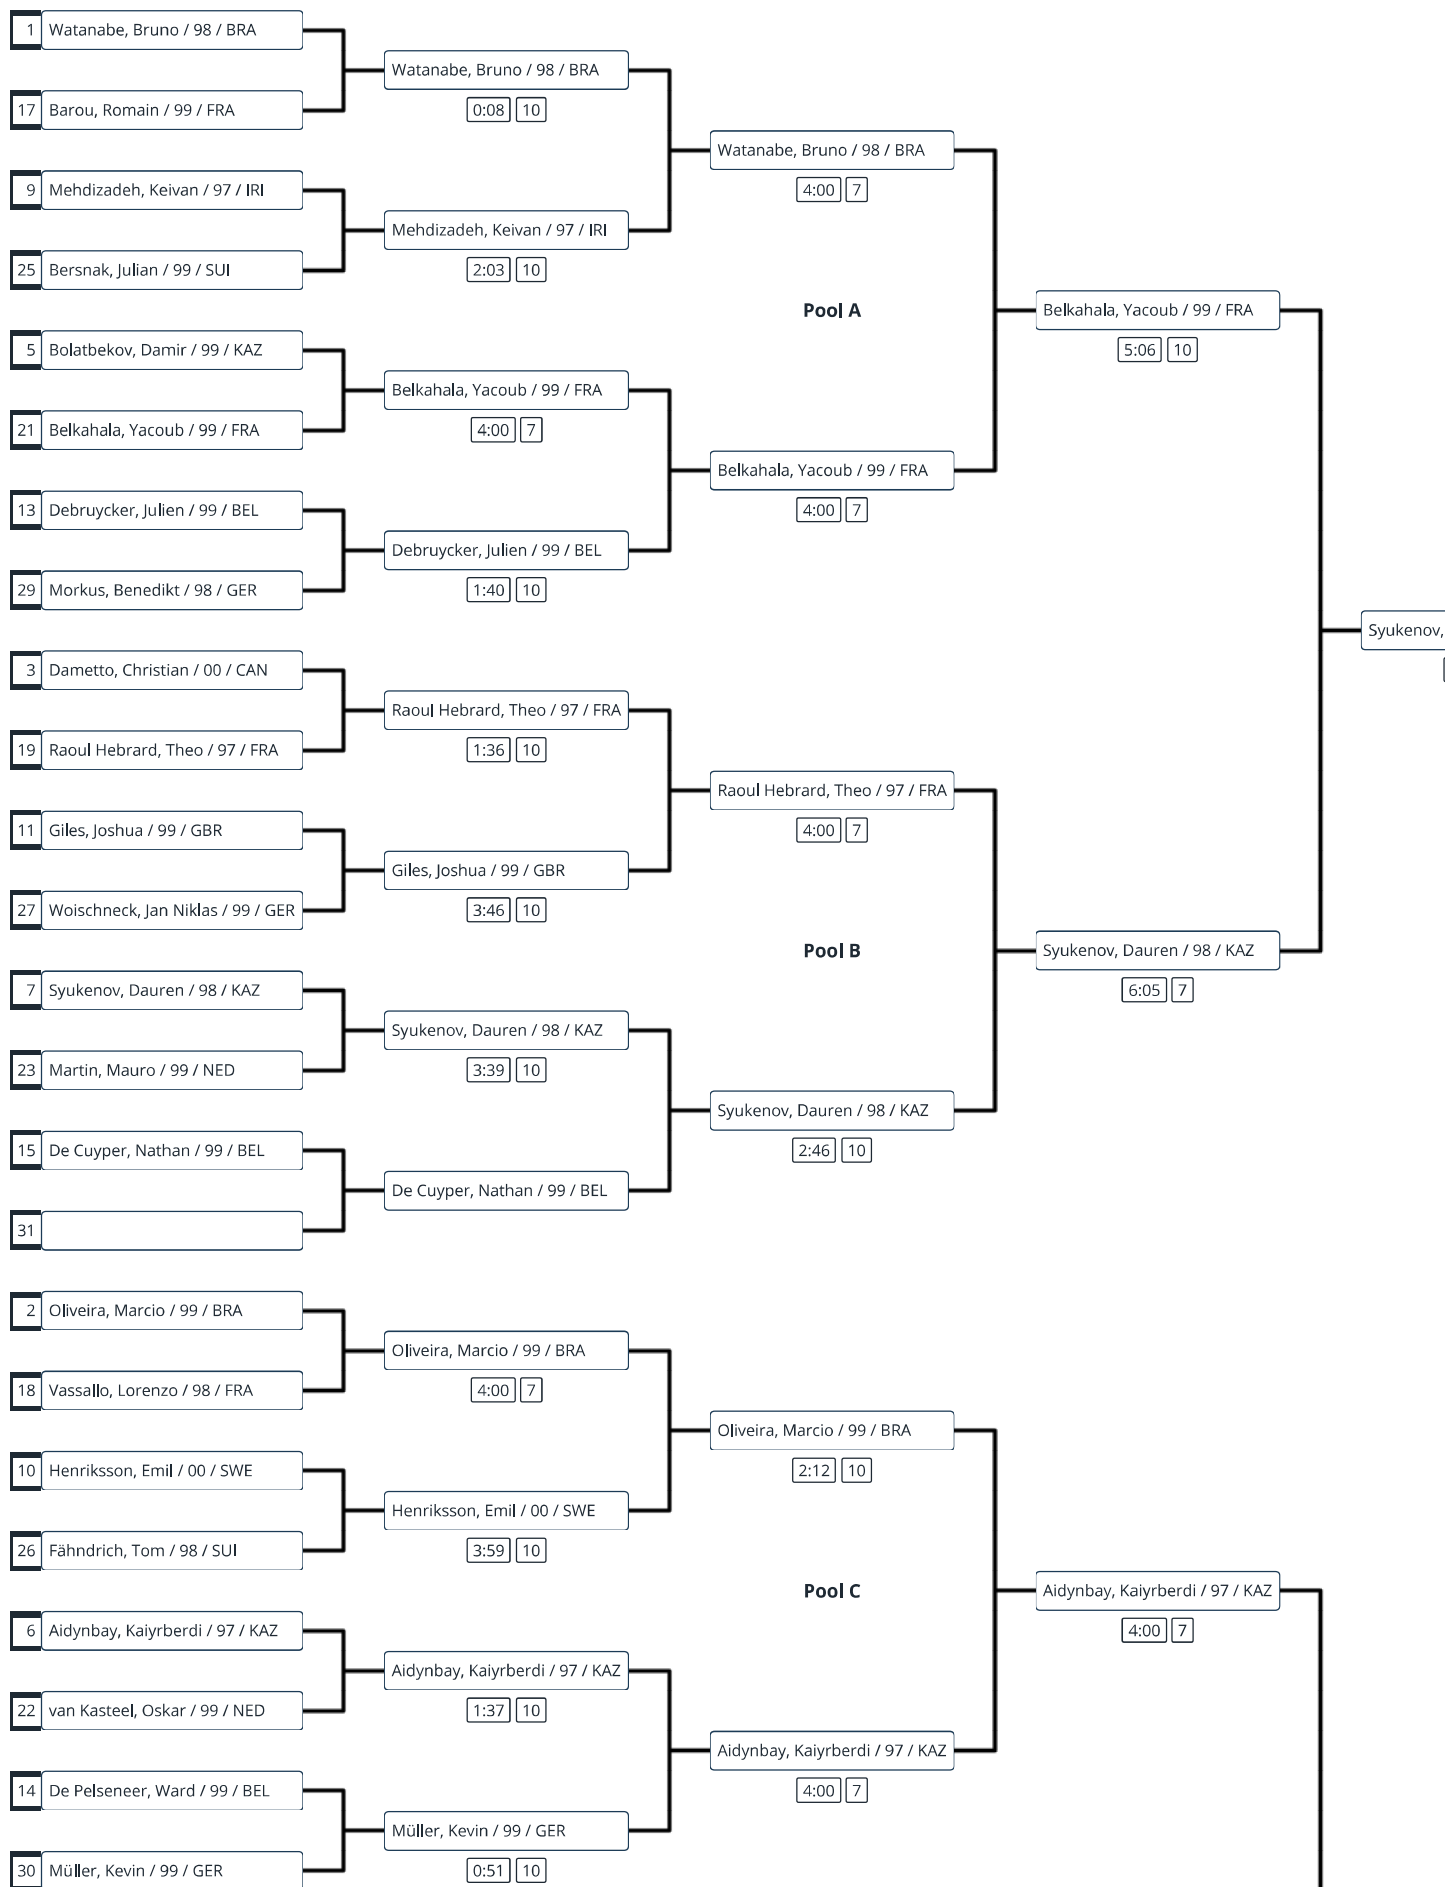 1 Watanabe, Bruno / 98 / BRA
Watanabe, Bruno / 98 / BRA
17 Barou, Romain / 99 / FRA
0:08 10
Watanabe, Bruno / 98 / BRA
9 Mehdizadeh, Keivan / 97 / IRI
4:00 7
Mehdizadeh, Keivan / 97 / IRI
25 Bersnak, Julian / 99 / SUI
2:03 10
Pool A
Belkahala, Yacoub / 99 / FRA
5 Bolatbekov, Damir / 99 / KAZ
5:06 10
Belkahala, Yacoub / 99 / FRA
21 Belkahala, Yacoub / 99 / FRA
4:00 7
Belkahala, Yacoub / 99 / FRA
13 Debruycker, Julien / 99 / BEL
4:00 7
Debruycker, Julien / 99 / BEL
29 Morkus, Benedikt / 98 / GER
1:40 10
Syukenov,
3 Dametto, Christian / 00 / CAN
Raoul Hebrard, Theo / 97 / FRA
19 Raoul Hebrard, Theo / 97 / FRA
1:36 10
Raoul Hebrard, Theo / 97 / FRA
11 Giles, Joshua / 99 / GBR
4:00 7
Giles, Joshua / 99 / GBR
27 Woischneck, Jan Niklas / 99 / GER
3:46 10
Pool B
Syukenov, Dauren / 98 / KAZ
7 Syukenov, Dauren / 98 / KAZ
6:05 7
Syukenov, Dauren / 98 / KAZ
23 Martin, Mauro / 99 / NED
3:39 10
Syukenov, Dauren / 98 / KAZ
15 De Cuyper, Nathan / 99 / BEL
2:46 10
De Cuyper, Nathan / 99 / BEL
31
2 Oliveira, Marcio / 99 / BRA
Oliveira, Marcio / 99 / BRA
18 Vassallo, Lorenzo / 98 / FRA
4:00 7
Oliveira, Marcio / 99 / BRA
10 Henriksson, Emil / 00 / SWE
2:12 10
Henriksson, Emil / 00 / SWE
26 Fähndrich, Tom / 98 / SUI
3:59 10
Pool C
Aidynbay, Kaiyrberdi / 97 / KAZ
6 Aidynbay, Kaiyrberdi / 97 / KAZ
4:00 7
Aidynbay, Kaiyrberdi / 97 / KAZ
22 van Kasteel, Oskar / 99 / NED
1:37 10
Aidynbay, Kaiyrberdi / 97 / KAZ
14 De Pelseneer, Ward / 99 / BEL
4:00 7
Müller, Kevin / 99 / GER
30 Müller, Kevin / 99 / GER
0:51 10